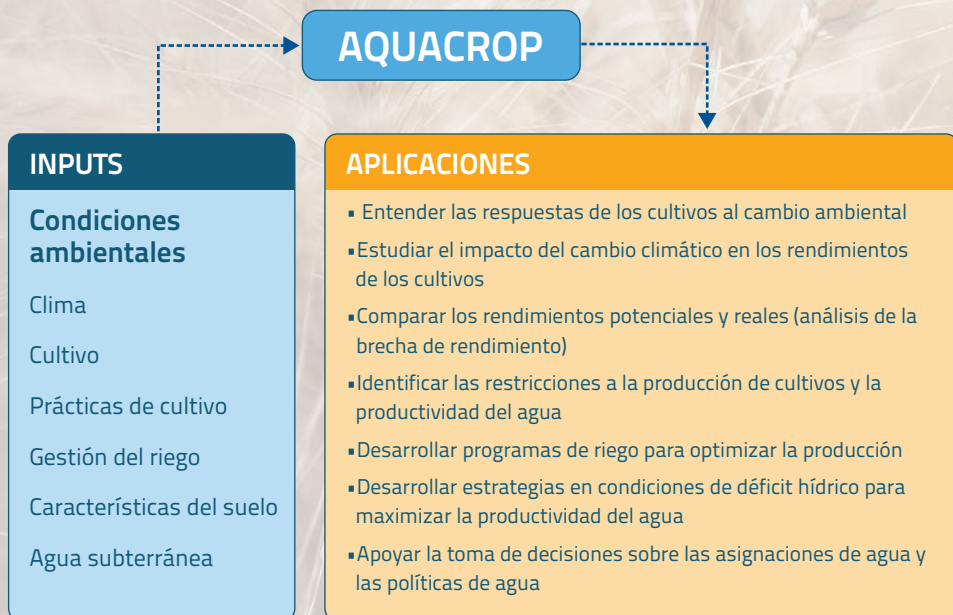 AQUACROP
INPUTS
Condiciones
ambientales
Clima
Cultivo
Prácticas de cultivo
Gestión del riego
Características del suelo
Agua subterránea
APLICACIONES
▪ Entender las respuestas de los cultivos al cambio ambiental
▪Estudiar el impacto del cambio climático en los rendimientos
de los cultivos
▪Comparar los rendimientos potenciales y reales (análisis de la
brecha de rendimiento)
▪Identificar las restricciones a la producción de cultivos y la
productividad del agua
▪Desarrollar programas de riego para optimizar la producción
▪Desarrollar estrategias en condiciones de déficit hídrico para
maximizar la productividad del agua
▪Apoyar la toma de decisiones sobre las asignaciones de agua y
las políticas de agua